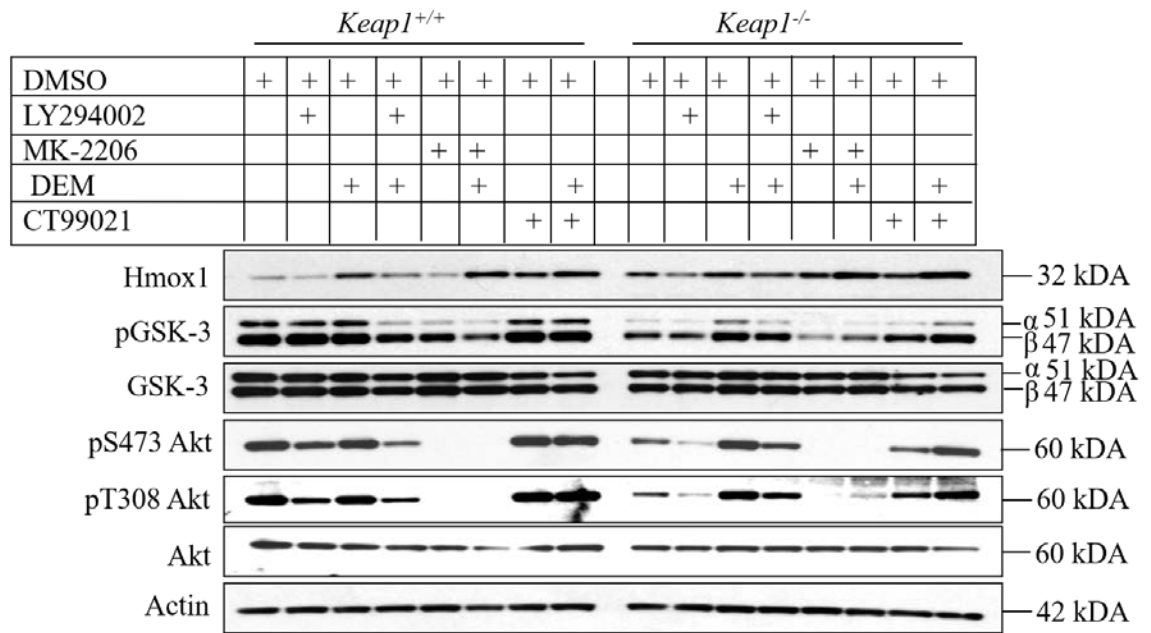 Keap1+/+ Keap1-/-
DMSO + + + + + + + + + + + + + + + +
LY294002 + + + +
MK-2206 + + + +
DEM + + + + + + + +
CT99021 + + + +
Hmox1 32 kDA
pGSK-3 α 51 kDA
β 47 kDA
GSK-3 α 51 kDA
β 47 kDA
pS473 Akt 60 kDA
pT308 Akt 60 kDA
Akt 60 kDA
Actin 42 kDA